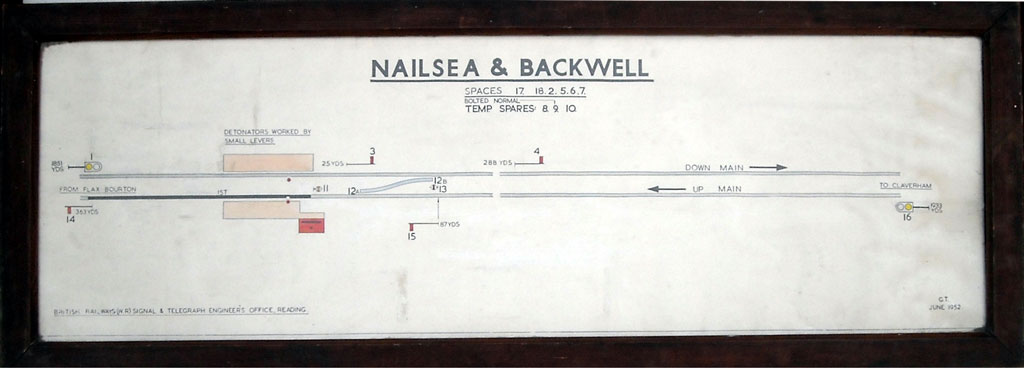 NAILSEA & BACKWELL
SPACES 17. 18. 2. 5. 6. 7.
BOLTED NORMAL
TEMP SPARES: 8. 9. 10.
DETONATORS WORKED BY
SMALL LEVERS
1
YDS
25 YDS
3
288 YDS
4
DOWN MAIN
UP MAIN
FROM FLAX BOURTON
1ST
11
12A
12B
13
TO CLAVERHAM
14
363 YDS
15
87 YDS
16
YDS
BRITISH RAILWAYS (W.R) SIGNAL & TELEGRAPH ENGINEER'S OFFICE, READING.
G.T.
JUNE 1952